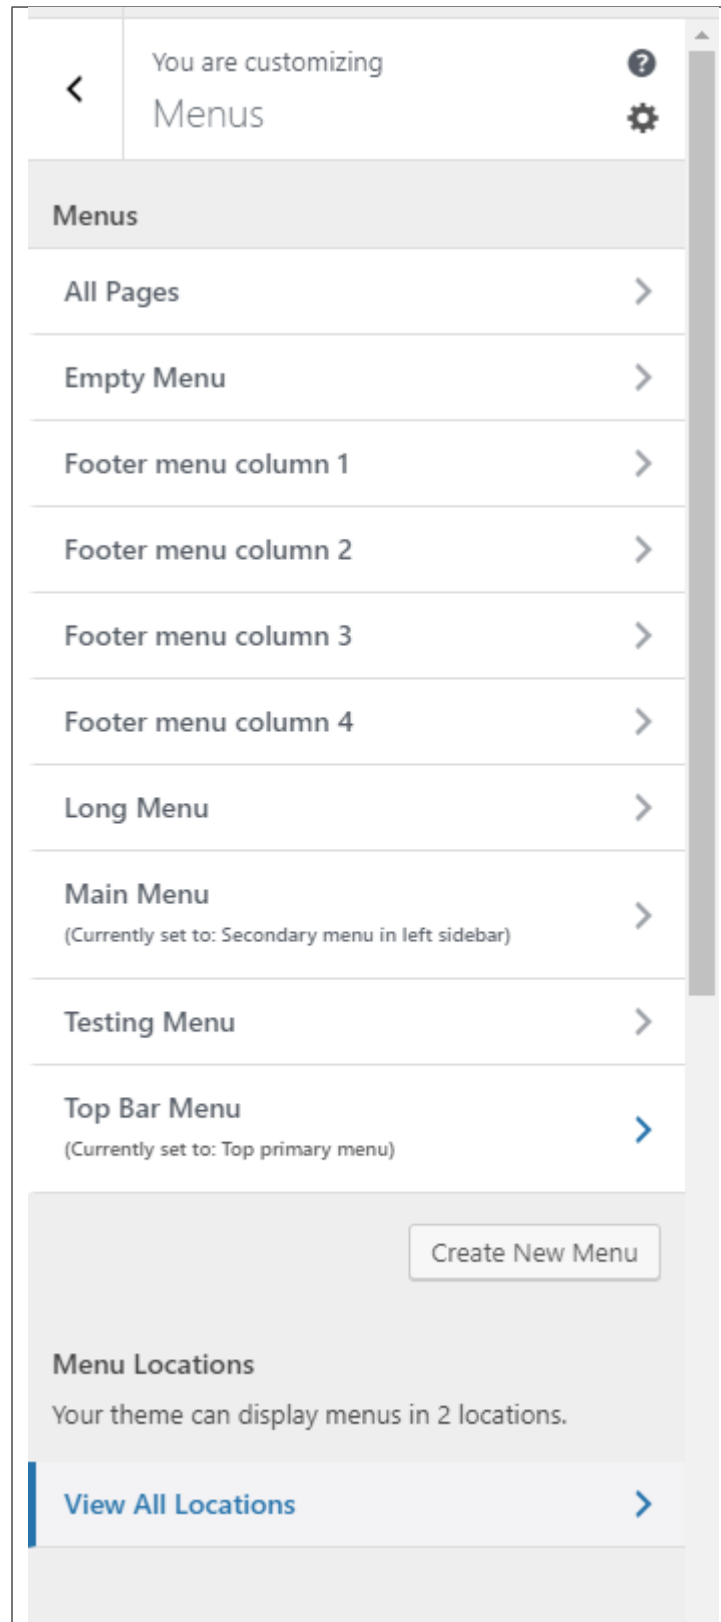 You are customizing
Menus
Menus
All Pages
Empty Menu
Footer menu column 1
Footer menu column 2
Footer menu column 3
Footer menu column 4
Long Menu
Main Menu
(Currently set to: Secondary menu in left sidebar)
Testing Menu
Top Bar Menu
(Currently set to: Top primary menu)
Create New Menu
Menu Locations
Your theme can display menus in 2 locations.
View All Locations